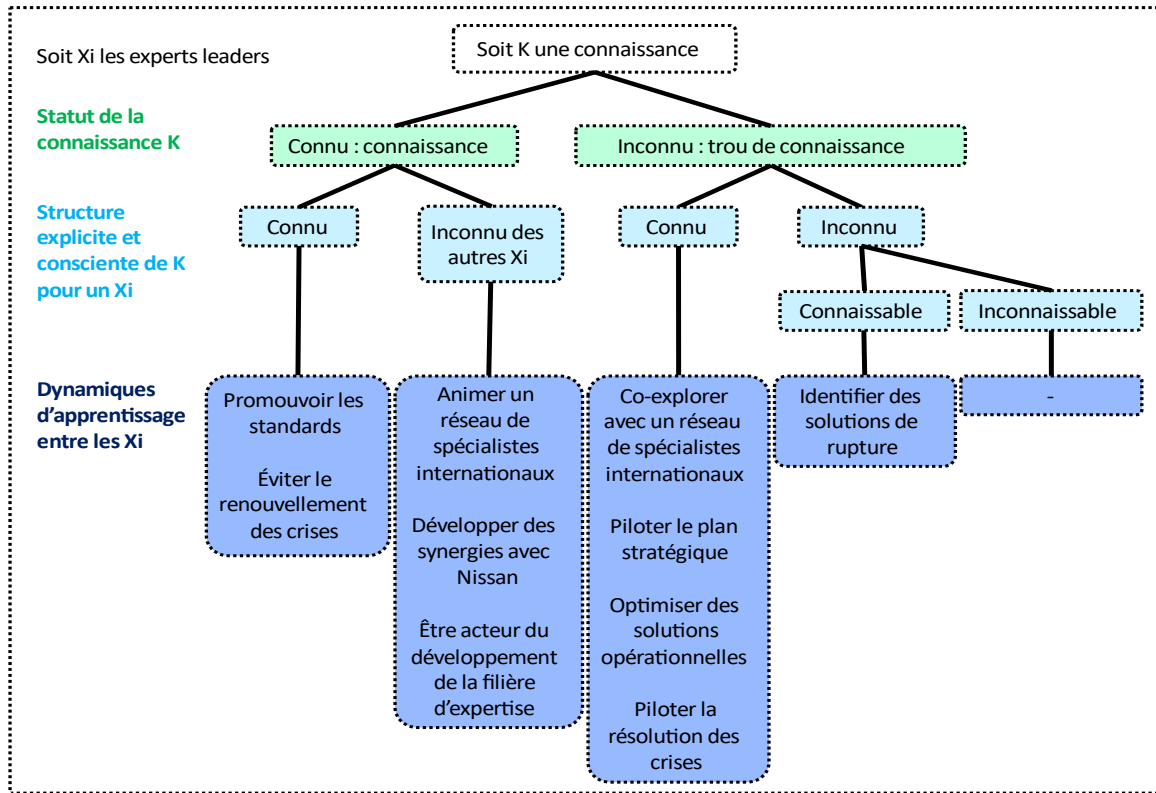 Soit Xi les experts leaders
Soit K une connaissance
Statut de la
connaissance K
Connu : connaissance
Inconnu : trou de connaissance
Structure
explicite et
consciente de K
pour un Xi
Connu
Inconnu des
autres Xi
Connu
Inconnu
Connaissable
Inconnaissable
Dynamiques
d’apprentissage
entre les Xi
Promouvoir les
standards
Éviter le
renouvellement
des crises
Animer un
réseau de
spécialistes
internationaux
Développer des
synergies avec
Nissan
Être acteur du
développement
de la filière
d’expertise
Co-explorer
avec un réseau
de spécialistes
internationaux
Piloter le plan
stratégique
Optimiser des
solutions
opérationnelles
Piloter la
résolution des
crises
Identifier des
solutions de
rupture
-